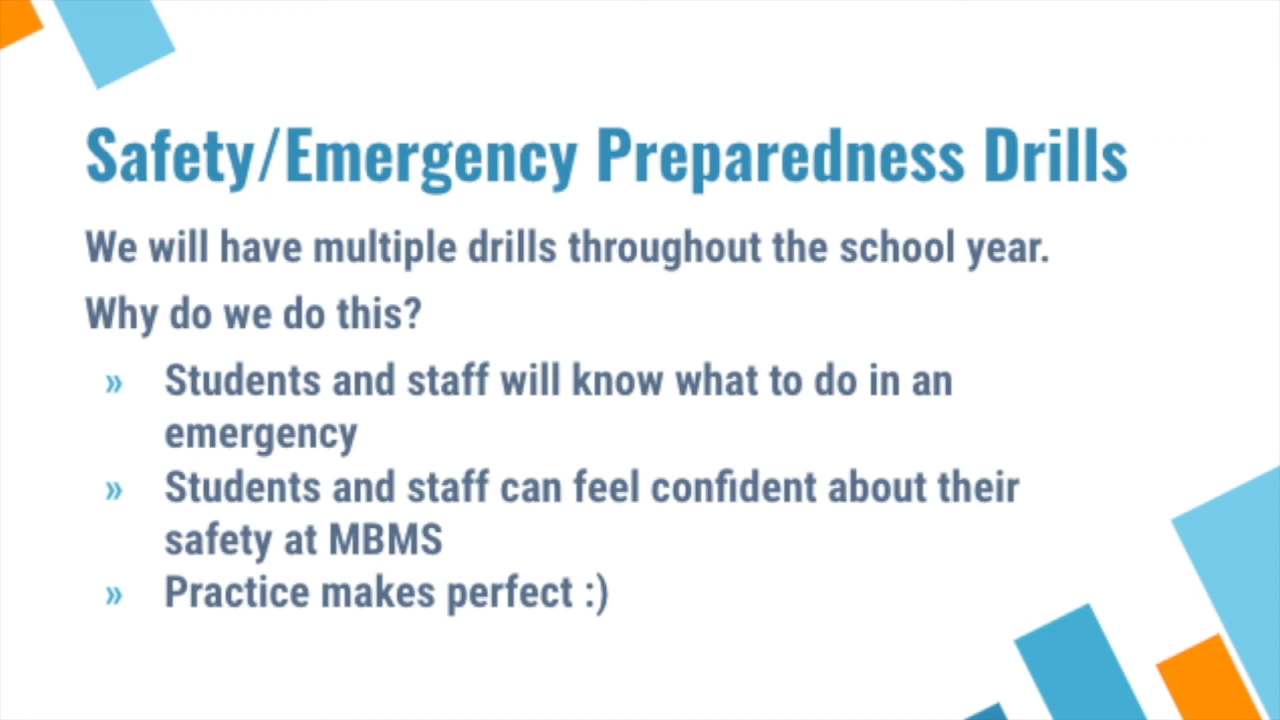 Safety/Emergency Preparedness Drills
We will have multiple drills throughout the school year.
Why do we do this?
» Students and staff will know what to do in an
emergency
» Students and staff can feel confident about their
safety at MBMS
» Practice makes perfect :)